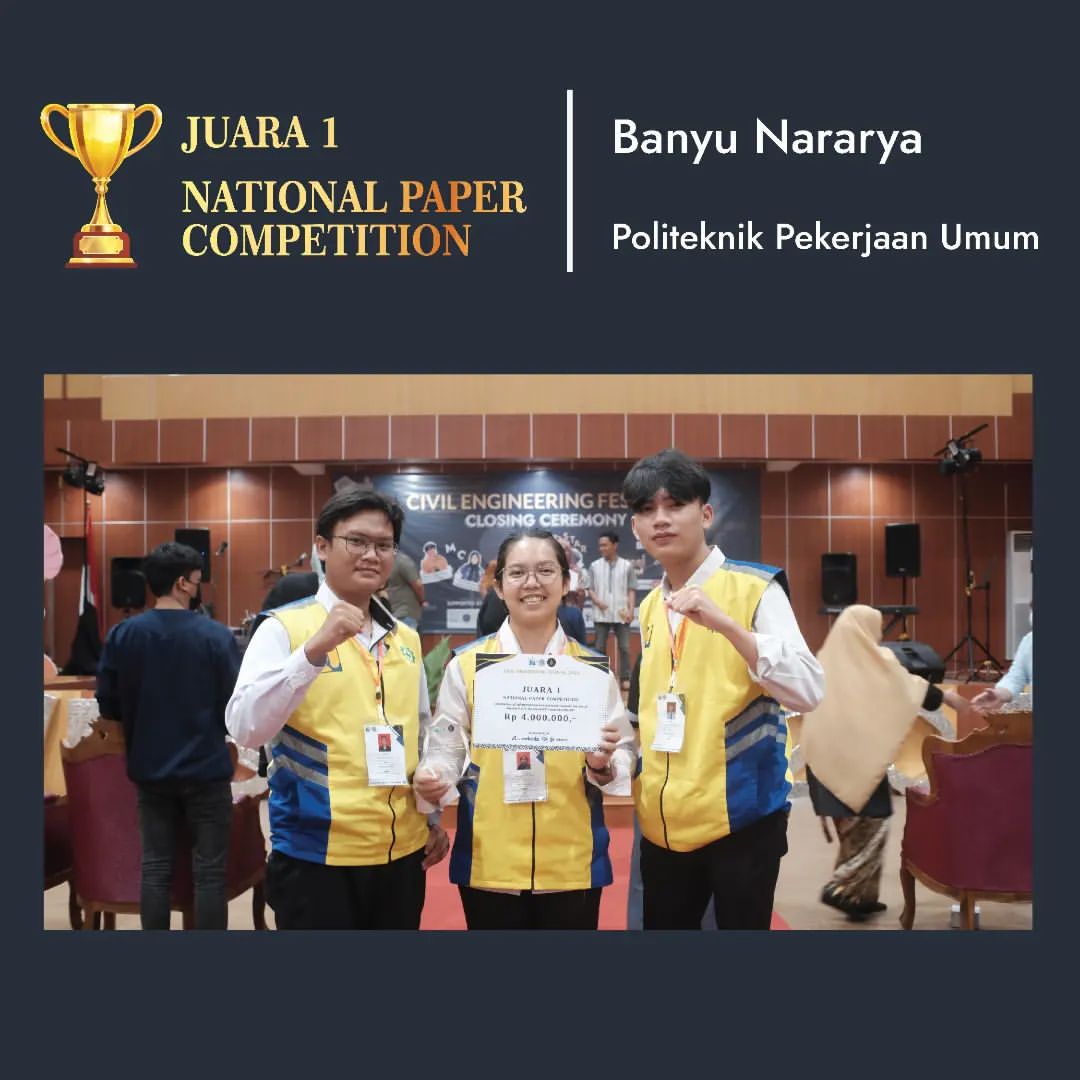 JUARA 1
NATIONAL PAPER
COMPETITION
Banyu Nararya
Politeknik Pekerjaan Umum
CIVIL ENGINEERING FES
CLOSING CEREMONY
MC
JUARA 1
NATIONAL PAPER COMPETITION
Rp 4.000.000,-